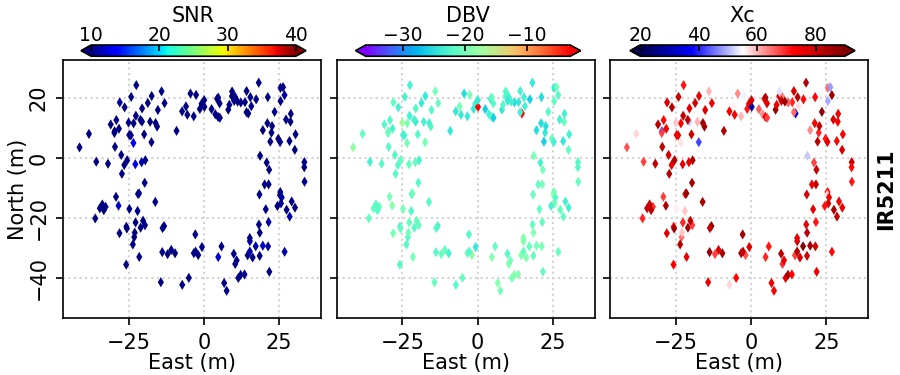 SNR DBV Xc
10 20 30 40 −30 −20 −10 20 40 60 80
20
0
−20
−40
North (m)
IR5211
−25 0 25 −25 0 25 −25 0 25
East (m) East (m) East (m)